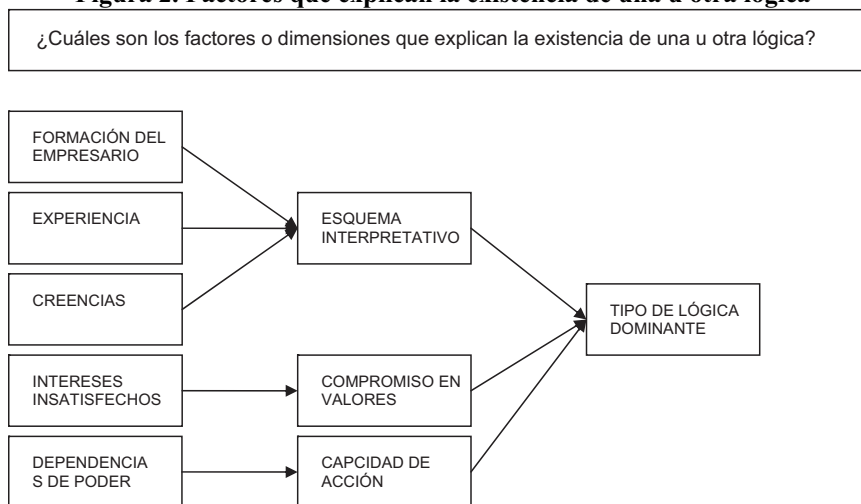 Figura 2. Factores que explican la existencia de una u otra lógica
¿Cuáles son los factores o dimensiones que explican la existencia de una u otra lógica?
FORMACIÓN DEL
EMPRESARIO
EXPERIENCIA
CREENCIAS
INTERESES
INSATISFECHOS
DEPENDENCIA
S DE PODER
ESQUEMA
INTERPRETATIVO
COMPROMISO EN
VALORES
CAPCIDAD DE
ACCIÓN
TIPO DE LÓGICA
DOMINANTE